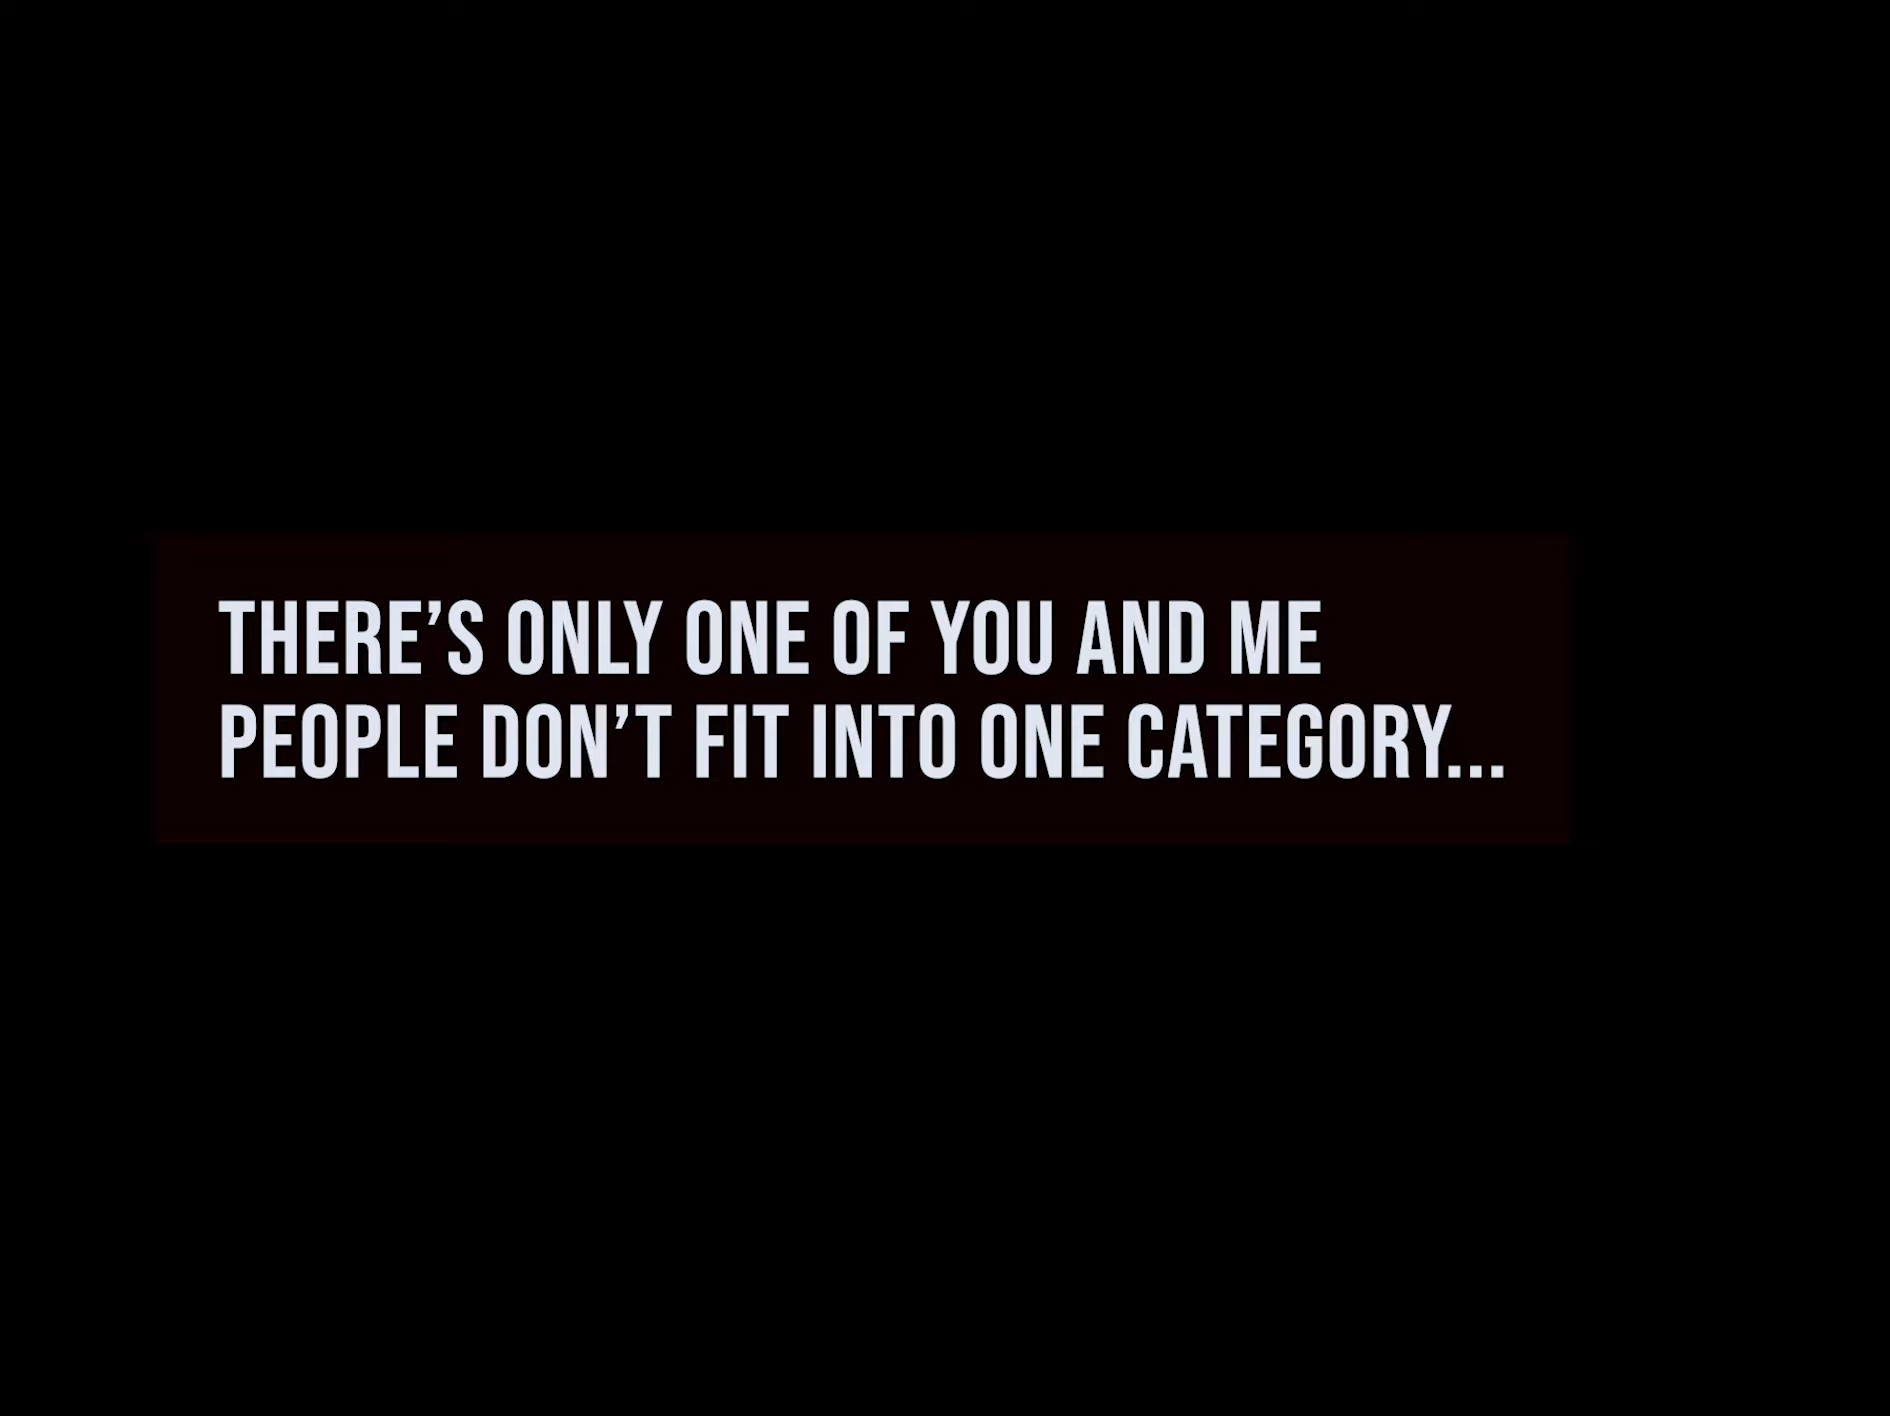 THERE’S ONLY ONE OF YOU AND ME
PEOPLE DON’T FIT INTO ONE CATEGORY...